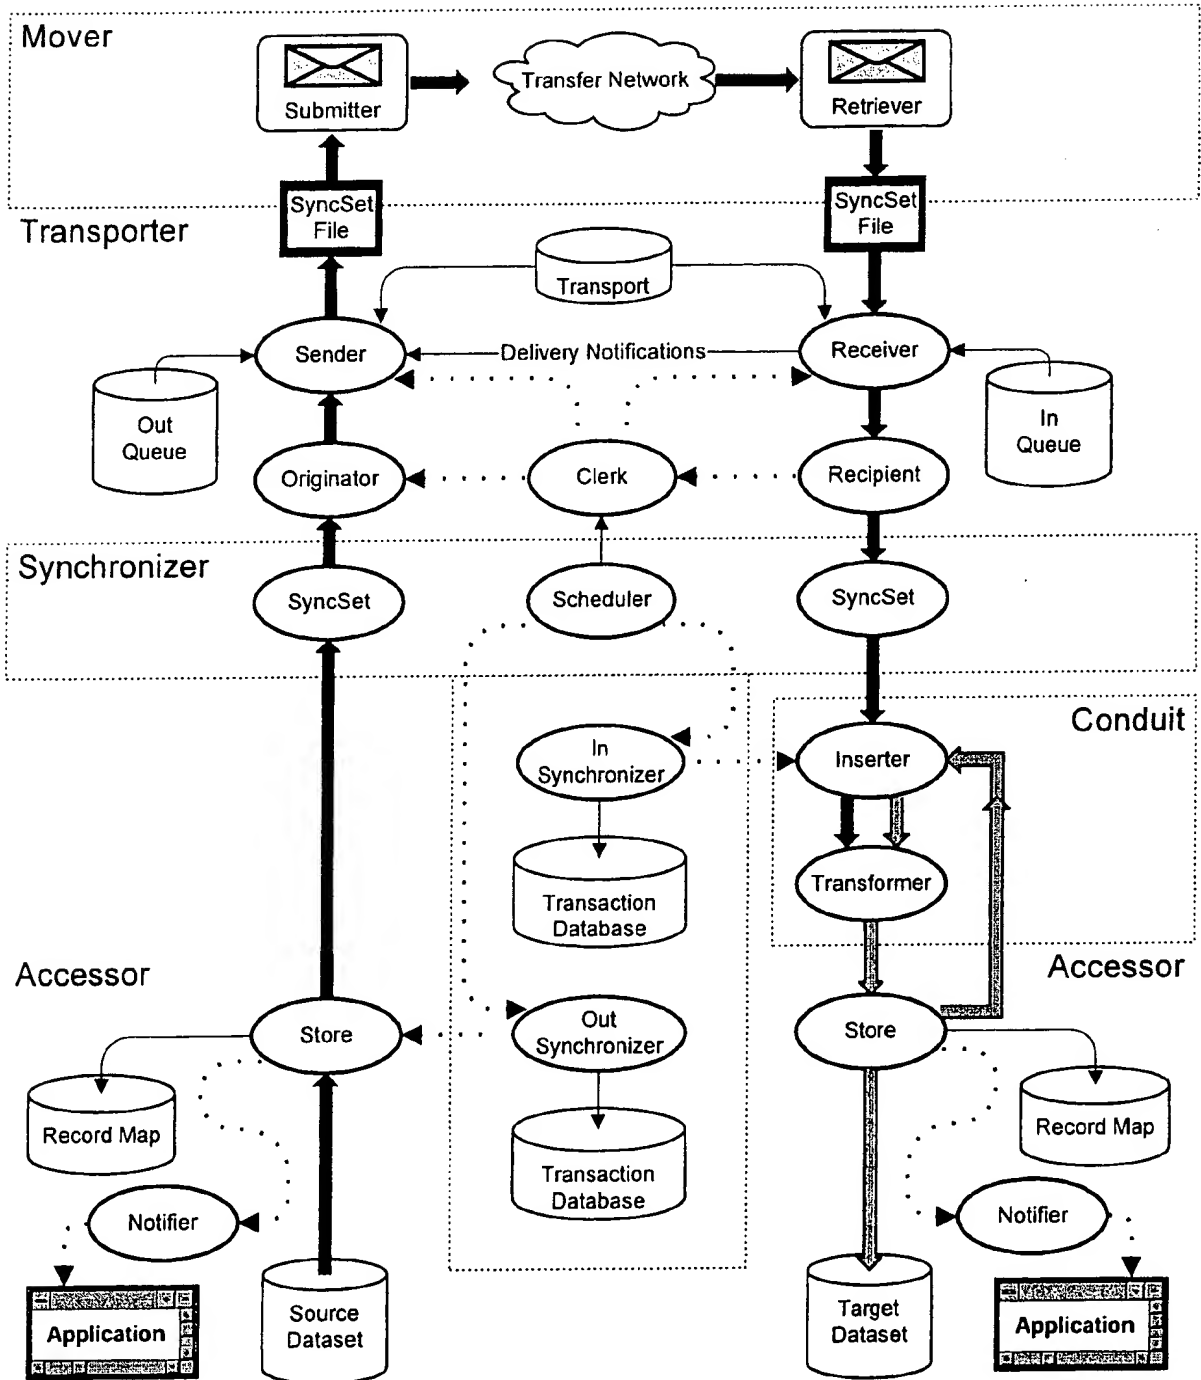 Mover
Submitter
Transfer Network
Retriever
SyncSet
File
SyncSet
File
Transporter
Transport
Sender
Delivery Notifications
Receiver
Out
Queue
In
Queue
Originator
Clerk
Recipient
Synchronizer
SyncSet
Scheduler
SyncSet
Conduit
In
Synchronizer
Inserter
Transformer
Transaction
Database
Accessor
Accessor
Store
Out
Synchronizer
Store
Record Map
Transaction
Database
Record Map
Notifier
Notifier
Application
Source
Dataset
Target
Dataset
Application